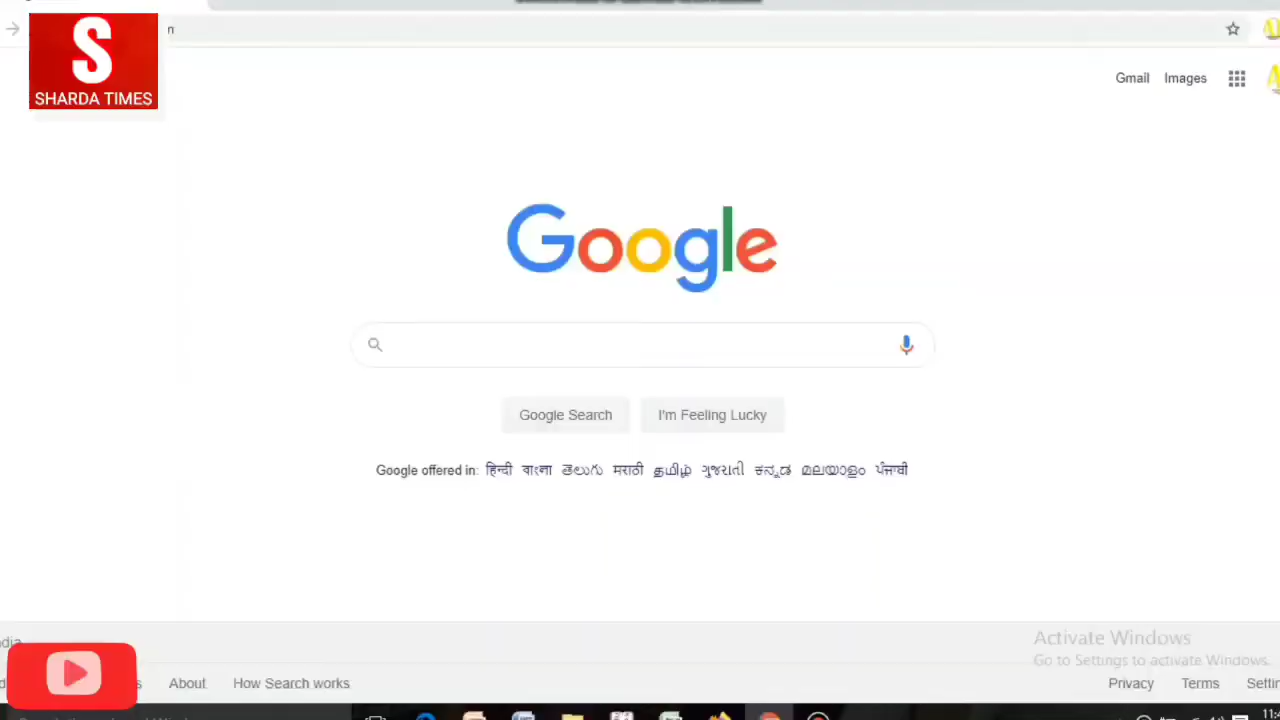 S
SHARDA TIMES
Gmail Images
Google
Google Search I'm Feeling Lucky
Google offered in: हिन्दी বাংলা తెలుగు मराठी தமிழ் ગુજરાતી ಕನ್ನಡ മലയാളം ਪੰਜਾਬੀ
Activate Windows
Go to Settings to activate Windows.
About How Search works Privacy Terms